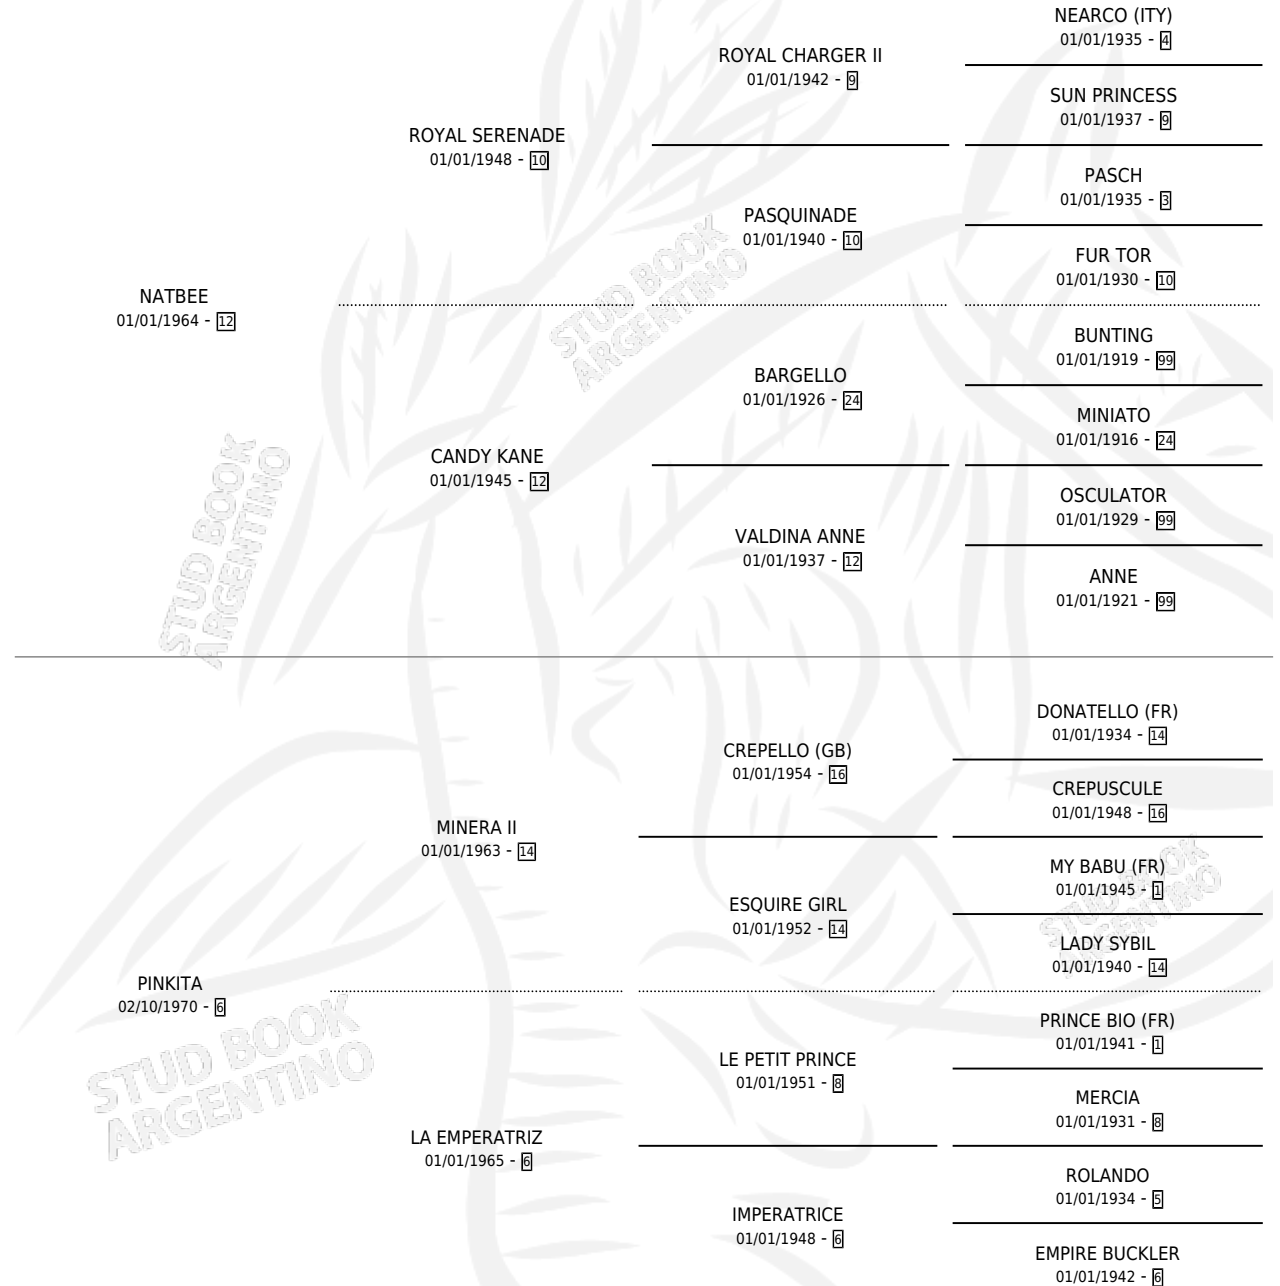 NEARCO (ITY)
01/01/1935 - 4
ROYAL CHARGER II
01/01/1942 - 9
SUN PRINCESS
01/01/1937 - 9
ROYAL SERENADE
01/01/1948 - 10
PASCH
01/01/1935 - 3
PASQUINADE
01/01/1940 - 10
FUR TOR
01/01/1930 - 10
NATBEE
01/01/1964 - 12
BUNTING
01/01/1919 - 99
BARGELLO
01/01/1926 - 24
MINIATO
01/01/1916 - 24
CANDY KANE
01/01/1945 - 12
OSCULATOR
01/01/1929 - 99
VALDINA ANNE
01/01/1937 - 12
ANNE
01/01/1921 - 99
DONATELLO (FR)
01/01/1934 - 14
CREPELLO (GB)
01/01/1954 - 16
CREPUSCULE
01/01/1948 - 16
MINERA II
01/01/1963 - 14
MY BABU (FR)
01/01/1945 - 1
ESQUIRE GIRL
01/01/1952 - 14
LADY SYBIL
01/01/1940 - 14
PINKITA
02/10/1970 - 6
PRINCE BIO (FR)
01/01/1941 - 1
LE PETIT PRINCE
01/01/1951 - 8
MERCIA
01/01/1931 - 8
LA EMPERATRIZ
01/01/1965 - 6
ROLANDO
01/01/1934 - 5
IMPERATRICE
01/01/1948 - 6
EMPIRE BUCKLER
01/01/1942 - 6
STUD BOOK
ARGENTINO
STUD BOOK
ARGENTINO
STUD BOOK
ARGENTINO
STUD BOOK
ARGENTINO